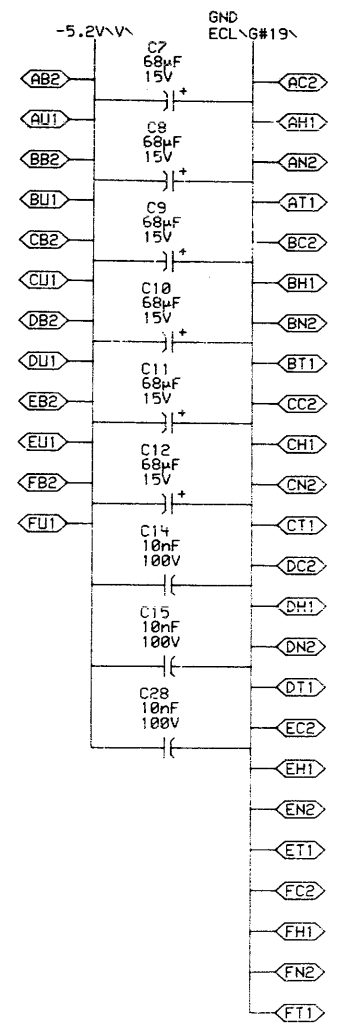 -5.2V\V\
GND
ECL\G#19\
C7
68µF
15V
+
C8
68µF
15V
+
C9
68µF
15V
+
C10
68µF
15V
+
C11
68µF
15V
+
C12
68µF
15V
+
C14
10nF
100V
C15
10nF
100V
C28
10nF
100V
AB2
AU1
BB2
BU1
CB2
CU1
DB2
DU1
EB2
EU1
FB2
FU1
AC2
AH1
AN2
AT1
BC2
BH1
BN2
BT1
CC2
CH1
CN2
CT1
DC2
DH1
DN2
DT1
EC2
EH1
EN2
ET1
FC2
FH1
FN2
FT1